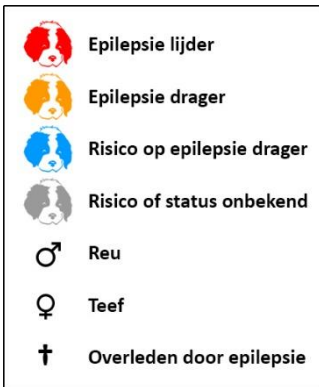 Epilepsie lijder
Epilepsie drager
Risico op epilepsie drager
Risico of status onbekend
♂ Reu
♀ Teef
✝ Overleden door epilepsie